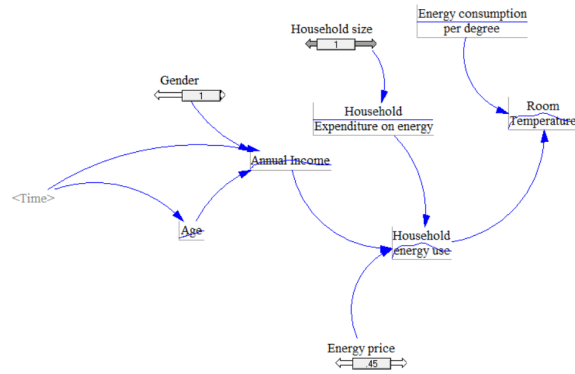 Energy consumption
per degree
Household size
1
Gender
1
Household
Expenditure on energy
Room
Temperature
Annual Income
<Time>
Age
Household
energy use
Energy price
.45